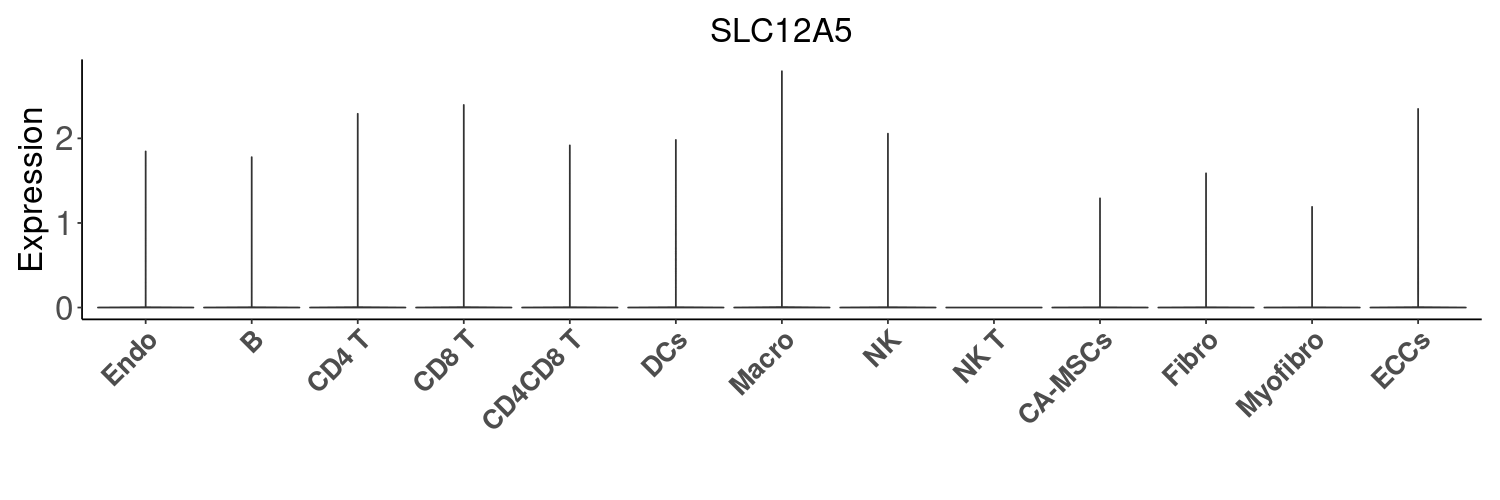 SLC12A5
Expression
2
1
0
Endo
B
CD4 T
CD8 T
CD4CD8 T
DCs
Macro
NK
NK T
CA-MSCs
Fibro
Myofibro
ECCs